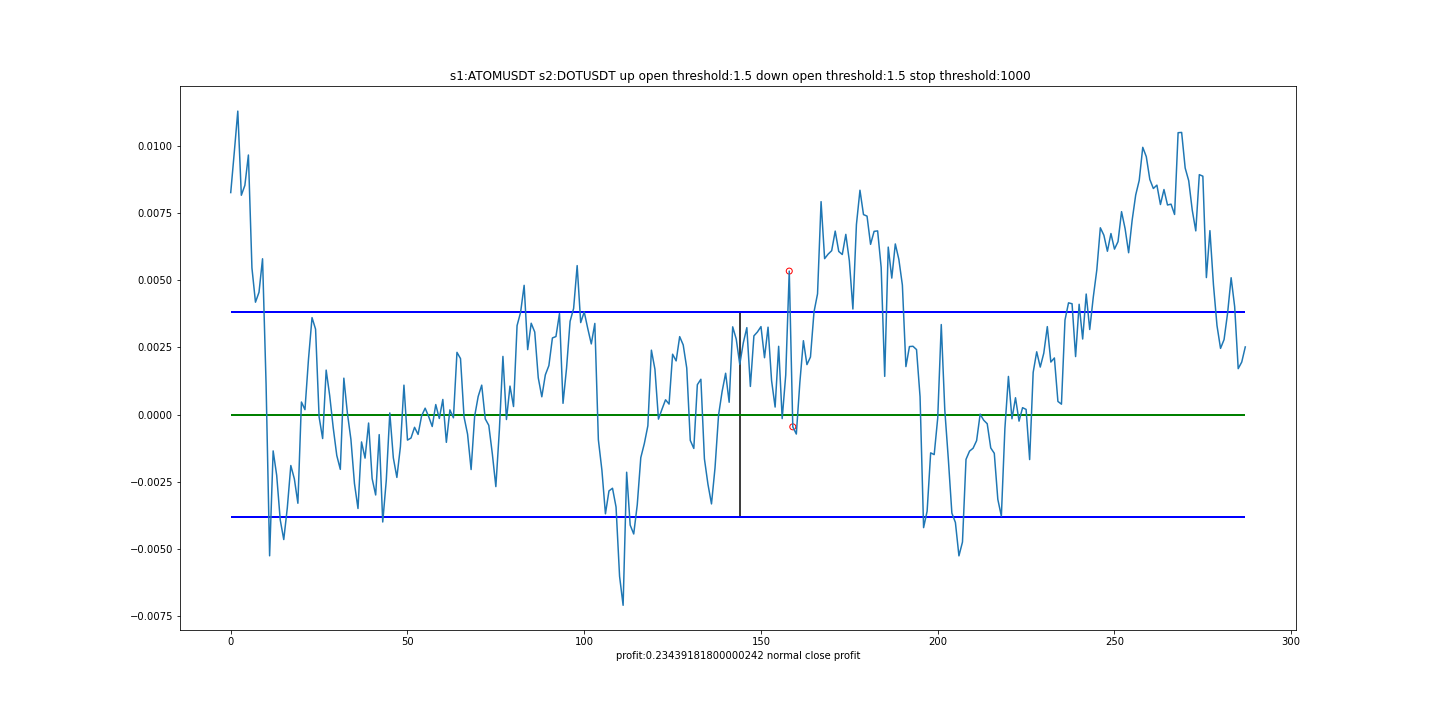 s1:ATOMUSDT s2:DOTUSDT up open threshold:1.5 down open threshold:1.5 stop threshold:1000
0.0100
0.0075
0.0050
0.0025
0.0000
−0.0025
−0.0050
−0.0075
0 50 100 150 200 250 300
profit:0.23439181800000242 normal close profit